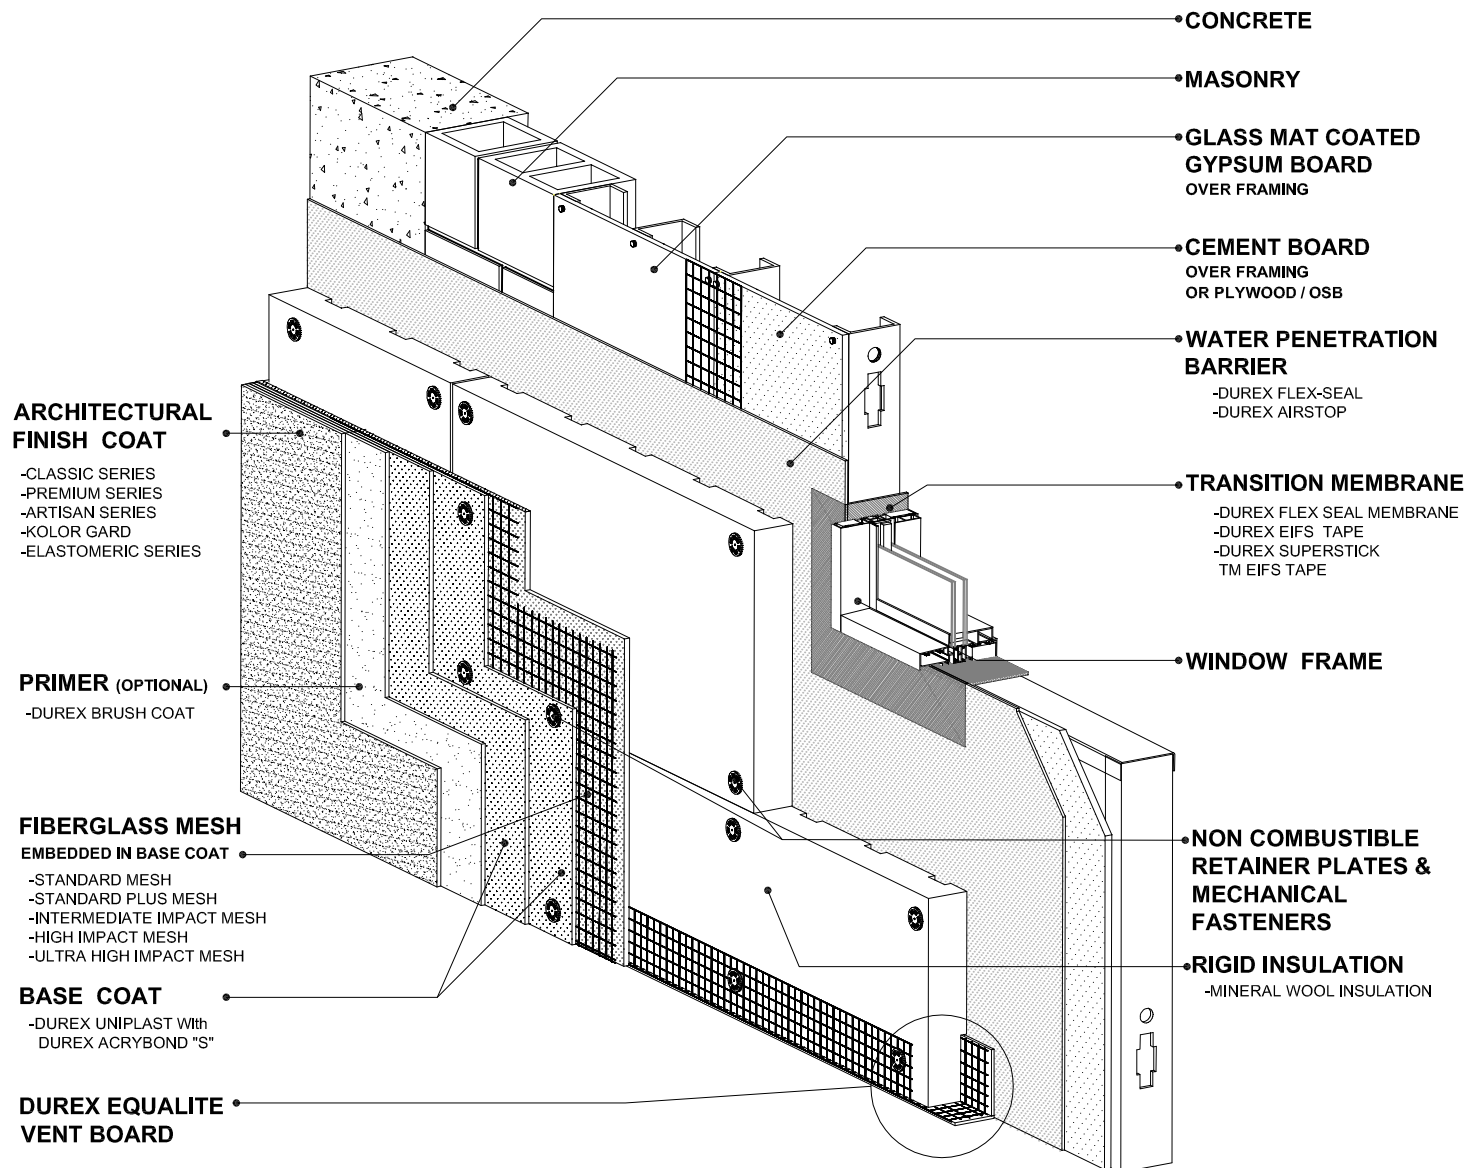 CONCRETE
MASONRY
GLASS MAT COATED
GYPSUM BOARD
OVER FRAMING
CEMENT BOARD
OVER FRAMING
OR PLYWOOD / OSB
WATER PENETRATION
BARRIER
-DUREX FLEX-SEAL
-DUREX AIRSTOP
TRANSITION MEMBRANE
-DUREX FLEX SEAL MEMBRANE
-DUREX EIFS TAPE
-DUREX SUPERSTICK
TM EIFS TAPE
WINDOW FRAME
NON COMBUSTIBLE
RETAINER PLATES &
MECHANICAL
FASTENERS
RIGID INSULATION
-MINERAL WOOL INSULATION
ARCHITECTURAL
FINISH COAT
-CLASSIC SERIES
-PREMIUM SERIES
-ARTISAN SERIES
-KOLOR GARD
-ELASTOMERIC SERIES
PRIMER (OPTIONAL)
-DUREX BRUSH COAT
FIBERGLASS MESH
EMBEDDED IN BASE COAT
-STANDARD MESH
-STANDARD PLUS MESH
-INTERMEDIATE IMPACT MESH
-HIGH IMPACT MESH
-ULTRA HIGH IMPACT MESH
BASE COAT
-DUREX UNIPLAST With
DUREX ACRYBOND "S"
DUREX EQUALITE
VENT BOARD